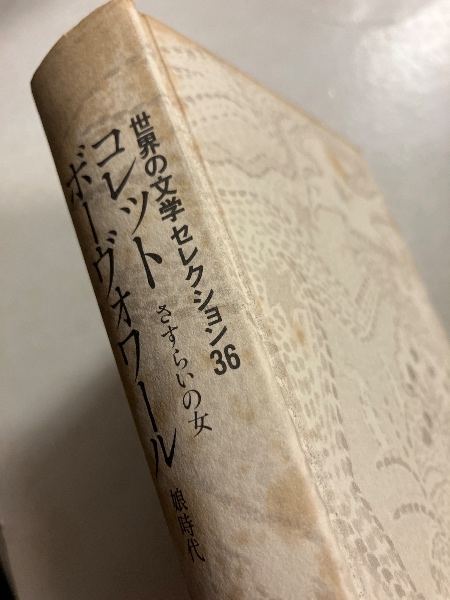 世界の文学セレクション36
コレット さすらいの女
ボーヴォワール 娘時代